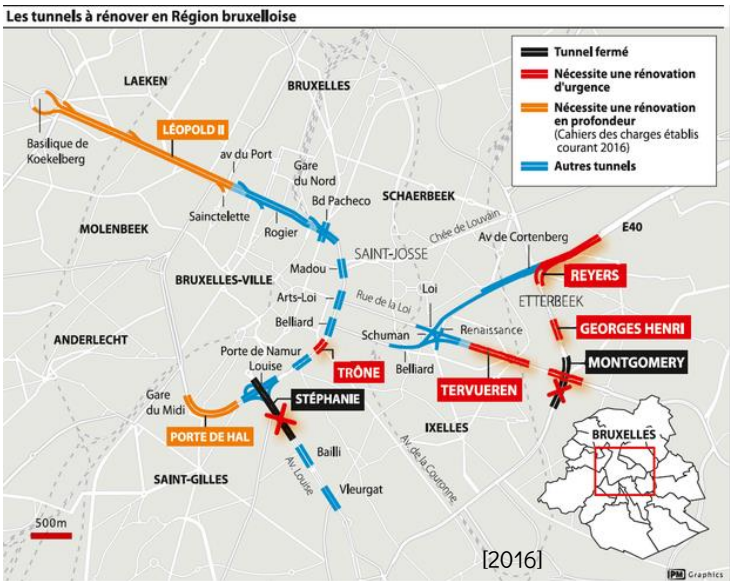 Les tunnels à rénover en Région bruxelloise
Tunnel fermé
Nécessite une rénovation
d'urgence
Nécessite une rénovation
en profondeur
(Cahiers des charges établis
courant 2016)
Autres tunnels
LAEKEN
BRUXELLES
LÉOPOLD II
Basilique de
Koekelberg
av du Port
Gare
du Nord
Bd Pacheco
SCHAERBEEK
Sainctelette
Rogier
MOLENBEEK
Chée de Louvain
Av de Cortenberg
E40
SAINT-JOSSE
Madou
BRUXELLES-VILLE
REYERS
Arts-Loi
Rue de la Loi
Loi
ETTERBEEK
Belliard
Schuman
Renaissance
GEORGES HENRI
ANDERLECHT
Porte de Namur
Louise
TRÔNE
Belliard
MONTGOMERY
TERVUEREN
Gare
du Midi
STÉPHANIE
PORTE DE HAL
IXELLES
BRUXELLES
Bailli
SAINT-GILLES
Av. Louise
Av. de la Couronne
Vleurgat
500m
[2016]
IPM Graphics